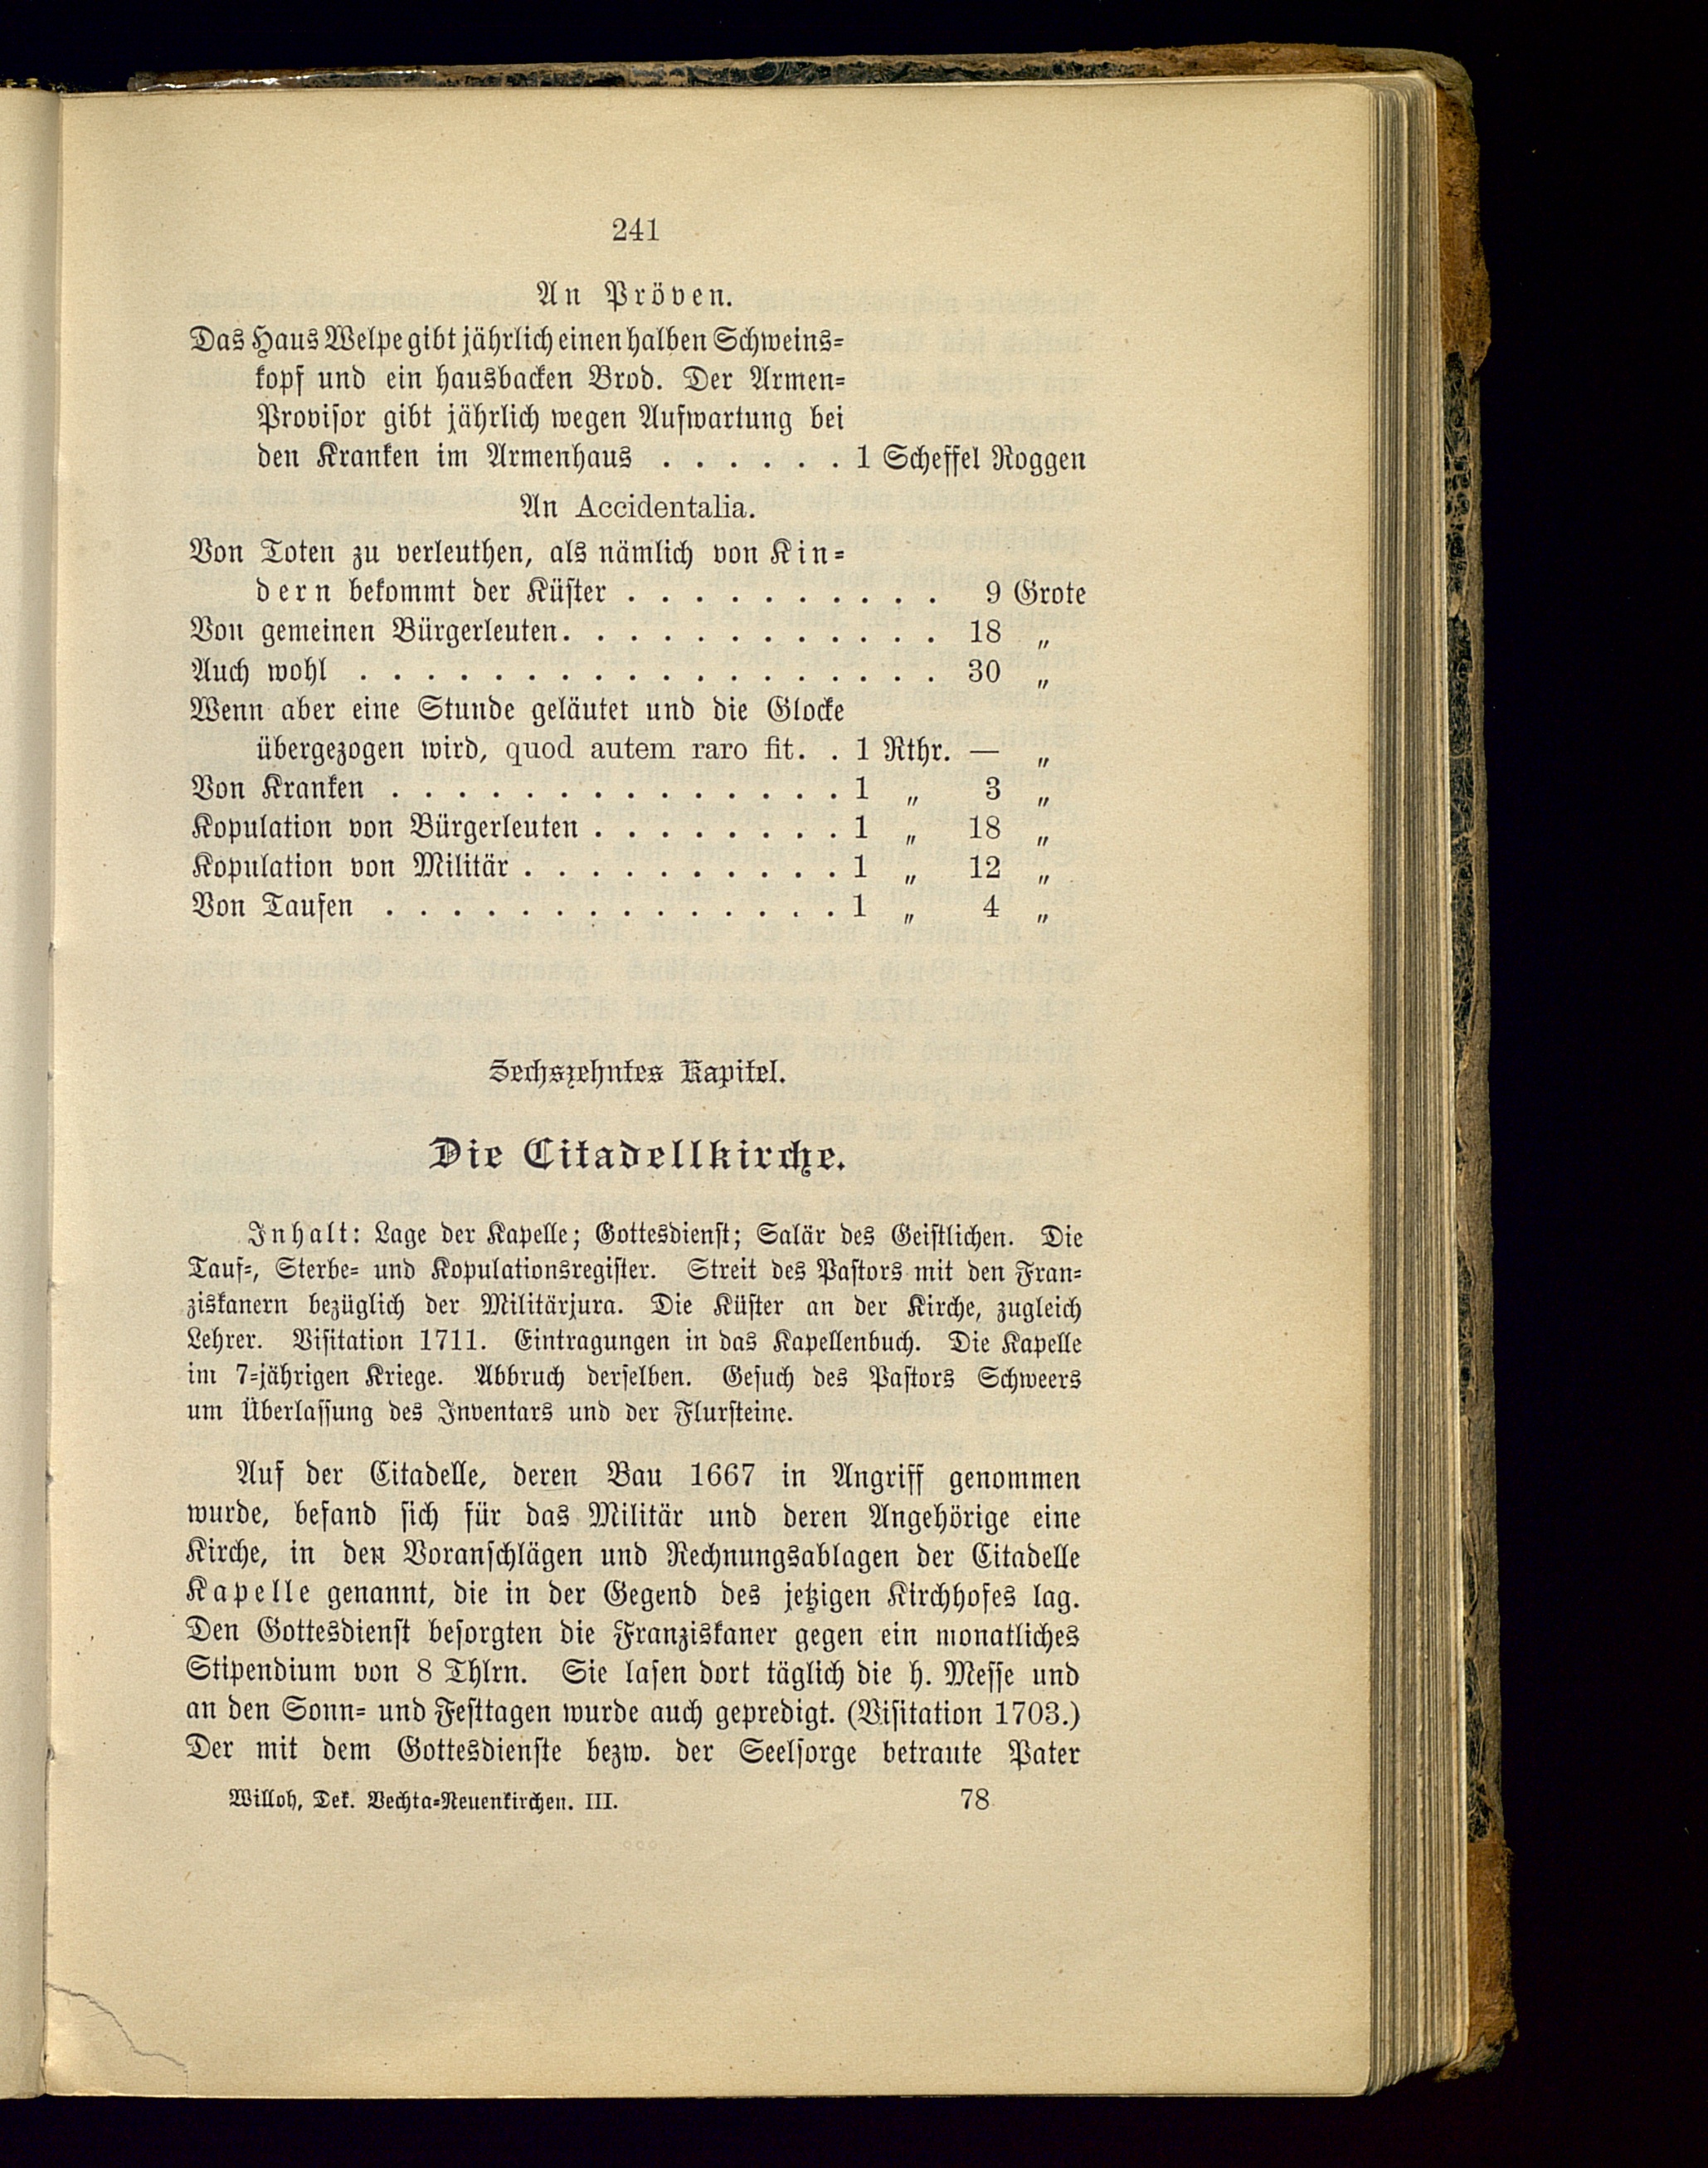 241
An Pröven.
Das Haus Welpe gibt jährlich einen halben Schweins=
kopf und ein hausbacken Brod. Der Armen=
Provisor gibt jährlich wegen Aufwartung bei
den Kranken im Armenhaus . . . . . . 1 Scheffel Roggen
An Accidentalia.
Von Toten zu verleuthen, als nämlich von Kin=
dern bekommt der Küster . . . . . . . . . . 9 Grote
Von gemeinen Bürgerleuten. . . . . . . . . . . . 18 „
Auch wohl . . . . . . . . . . . . . . . . . . 30 „
Wenn aber eine Stunde geläutet und die Glocke
übergezogen wird, quod autem raro fit. . 1 Rthr. — „
Von Kranken . . . . . . . . . . . . . . 1 „ 3 „
Kopulation von Bürgerleuten . . . . . . . . 1 „ 18 „
Kopulation von Militär . . . . . . . . . . 1 „ 12 „
Von Taufen . . . . . . . . . . . . . . 1 „ 4 „
Sechszehntes Kapitel.
Die Citadellkirche.
Inhalt: Lage der Kapelle; Gottesdienst; Salär des Geistlichen. Die
Tauf=, Sterbe= und Kopulationsregister. Streit des Pastors mit den Fran=
ziskanern bezüglich der Militärjura. Die Küster an der Kirche, zugleich
Lehrer. Visitation 1711. Eintragungen in das Kapellenbuch. Die Kapelle
im 7=jährigen Kriege. Abbruch derselben. Gesuch des Pastors Schweers
um Überlassung des Inventars und der Flursteine.
Auf der Citadelle, deren Bau 1667 in Angriff genommen
wurde, befand sich für das Militär und deren Angehörige eine
Kirche, in den Voranschlägen und Rechnungsablagen der Citadelle
Kapelle genannt, die in der Gegend des jetzigen Kirchhofes lag.
Den Gottesdienst besorgten die Franziskaner gegen ein monatliches
Stipendium von 8 Thlrn. Sie lasen dort täglich die h. Messe und
an den Sonn= und Festtagen wurde auch gepredigt. (Visitation 1703.)
Der mit dem Gottesdienste bezw. der Seelsorge betraute Pater
Willoh, Dek. Vechta=Neuenkirchen. III. 78